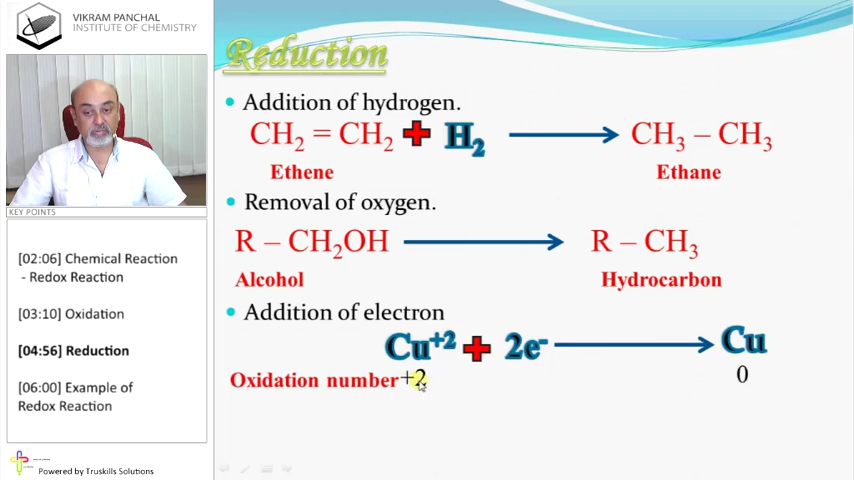 VIKRAM PANCHAL
INSTITUTE OF CHEMISTRY
KEY POINTS
[02:06] Chemical Reaction
- Redox Reaction
[03:10] Oxidation
[04:56] Reduction
[06:00] Example of
Redox Reaction
Powered by Truskills Solutions
Reduction
• Addition of hydrogen.
CH₂ = CH₂ + H₂ → CH₃ – CH₃
Ethene Ethane
• Removal of oxygen.
R – CH₂OH → R – CH₃
Alcohol Hydrocarbon
• Addition of electron
Cu⁺² + 2e⁻ → Cu
Oxidation number +2 0